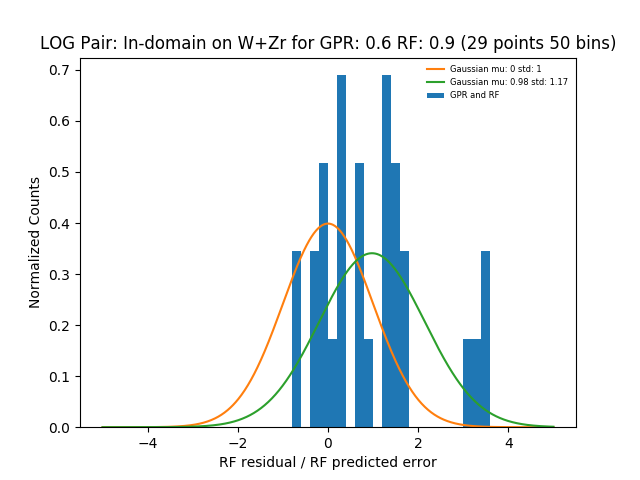 LOG Pair: In-domain on W+Zr for GPR: 0.6 RF: 0.9 (29 points 50 bins)
Gaussian mu: 0 std: 1
Gaussian mu: 0.98 std: 1.17
GPR and RF
0.7
0.6
0.5
0.4
0.3
0.2
0.1
0.0
Normalized Counts
−4 −2 0 2 4
RF residual / RF predicted error